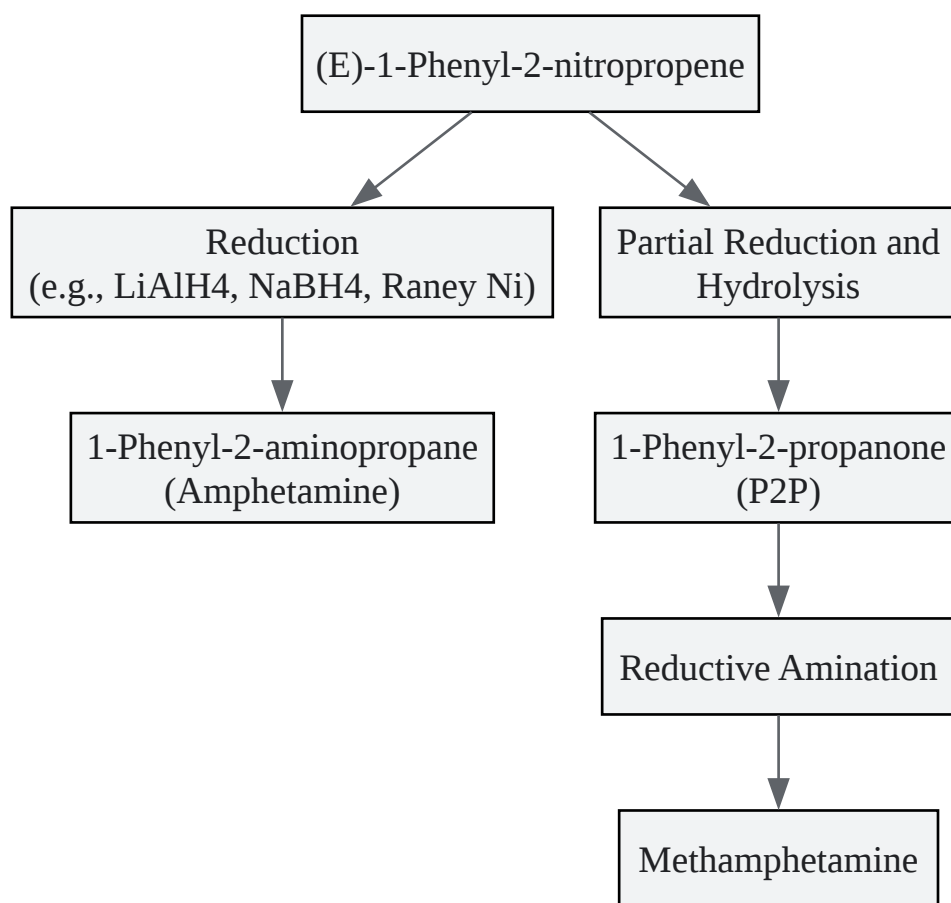 (E)-1-Phenyl-2-nitropropene
Reduction
(e.g., LiAlH4, NaBH4, Raney Ni)
Partial Reduction and
Hydrolysis
1-Phenyl-2-aminopropane
(Amphetamine)
1-Phenyl-2-propanone
(P2P)
Reductive Amination
Methamphetamine